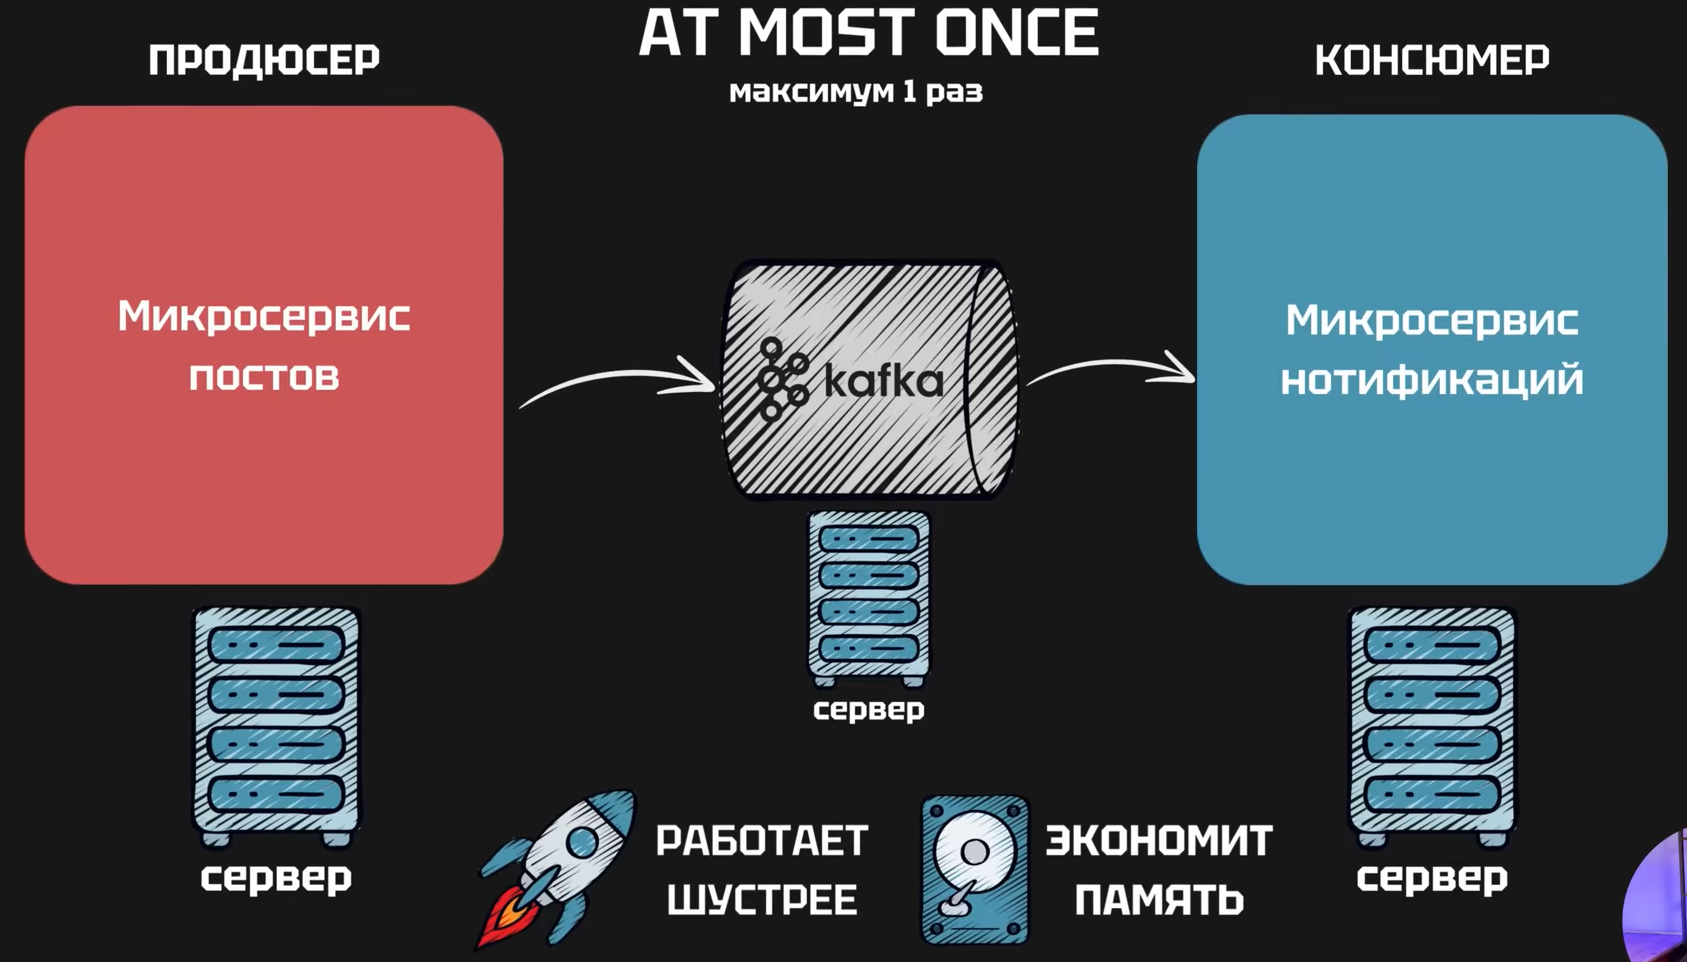 AT MOST ONCE
максимум 1 раз
ПРОДЮСЕР
КОНСЮМЕР
Микросервис
постов
kafka
Микросервис
нотификаций
сервер
сервер
сервер
РАБОТАЕТ
ШУСТРЕЕ
ЭКОНОМИТ
ПАМЯТЬ